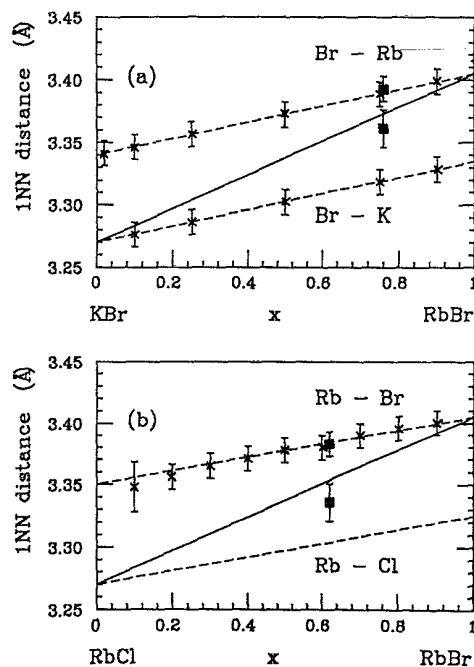 1NN distance (Å)
3.45
3.40
3.35
3.30
3.25
(a)
Br – Rb
Br – K
0 0.2 0.4 0.6 0.8 1
KBr x RbBr
1NN distance (Å)
3.45
3.40
3.35
3.30
3.25
(b)
Rb – Br
Rb – Cl
0 0.2 0.4 0.6 0.8 1
RbCl x RbBr